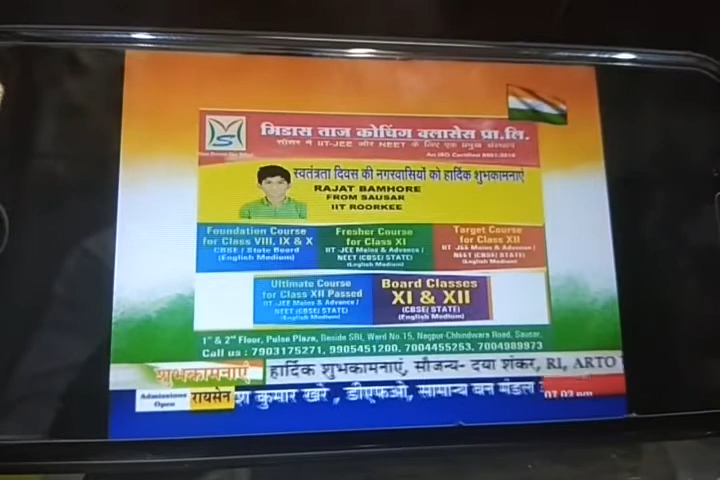 मिडास ताज कोचिंग क्लासेस प्रा.लि.
सौसर में IIT-JEE और NEET के लिए एक प्रमुख संस्थान
An ISO Certified 9001:2015
स्वतंत्रता दिवस की नगरवासियों को हार्दिक शुभकामनाएँ
RAJAT BAMHORE
FROM SAUSAR
IIT ROORKEE
Foundation Course
for Class VIII, IX & X
CBSE / State Board
(English Medium)
Fresher Course
for Class XI
IIT -JEE Mains & Advance /
NEET (CBSE/ STATE)
(English Medium)
Target Course
for Class XII
IIT -JEE Mains & Advance /
NEET (CBSE/ STATE)
(English Medium)
Ultimate Course
for Class XII Passed
IIT-JEE Mains & Advance /
NEET (CBSE/ STATE)
(English Medium)
Board Classes
XI & XII
(CBSE/ STATE)
(English Medium)
1st & 2nd Floor, Pulse Plaza, Beside SBI, Ward No.15, Nagpur-Chhindwara Road, Sausar.
Call us : 7903175271, 9905451200, 7004455253, 7004989973
शुभकामनाएं हार्दिक शुभकामनाएं, सौजन्य- दया शंकर, RI, ARTO
Admissions Open रायसेन श कुमार खरे , डीएफओ, सामान्य वन मंडल
07:02 pm